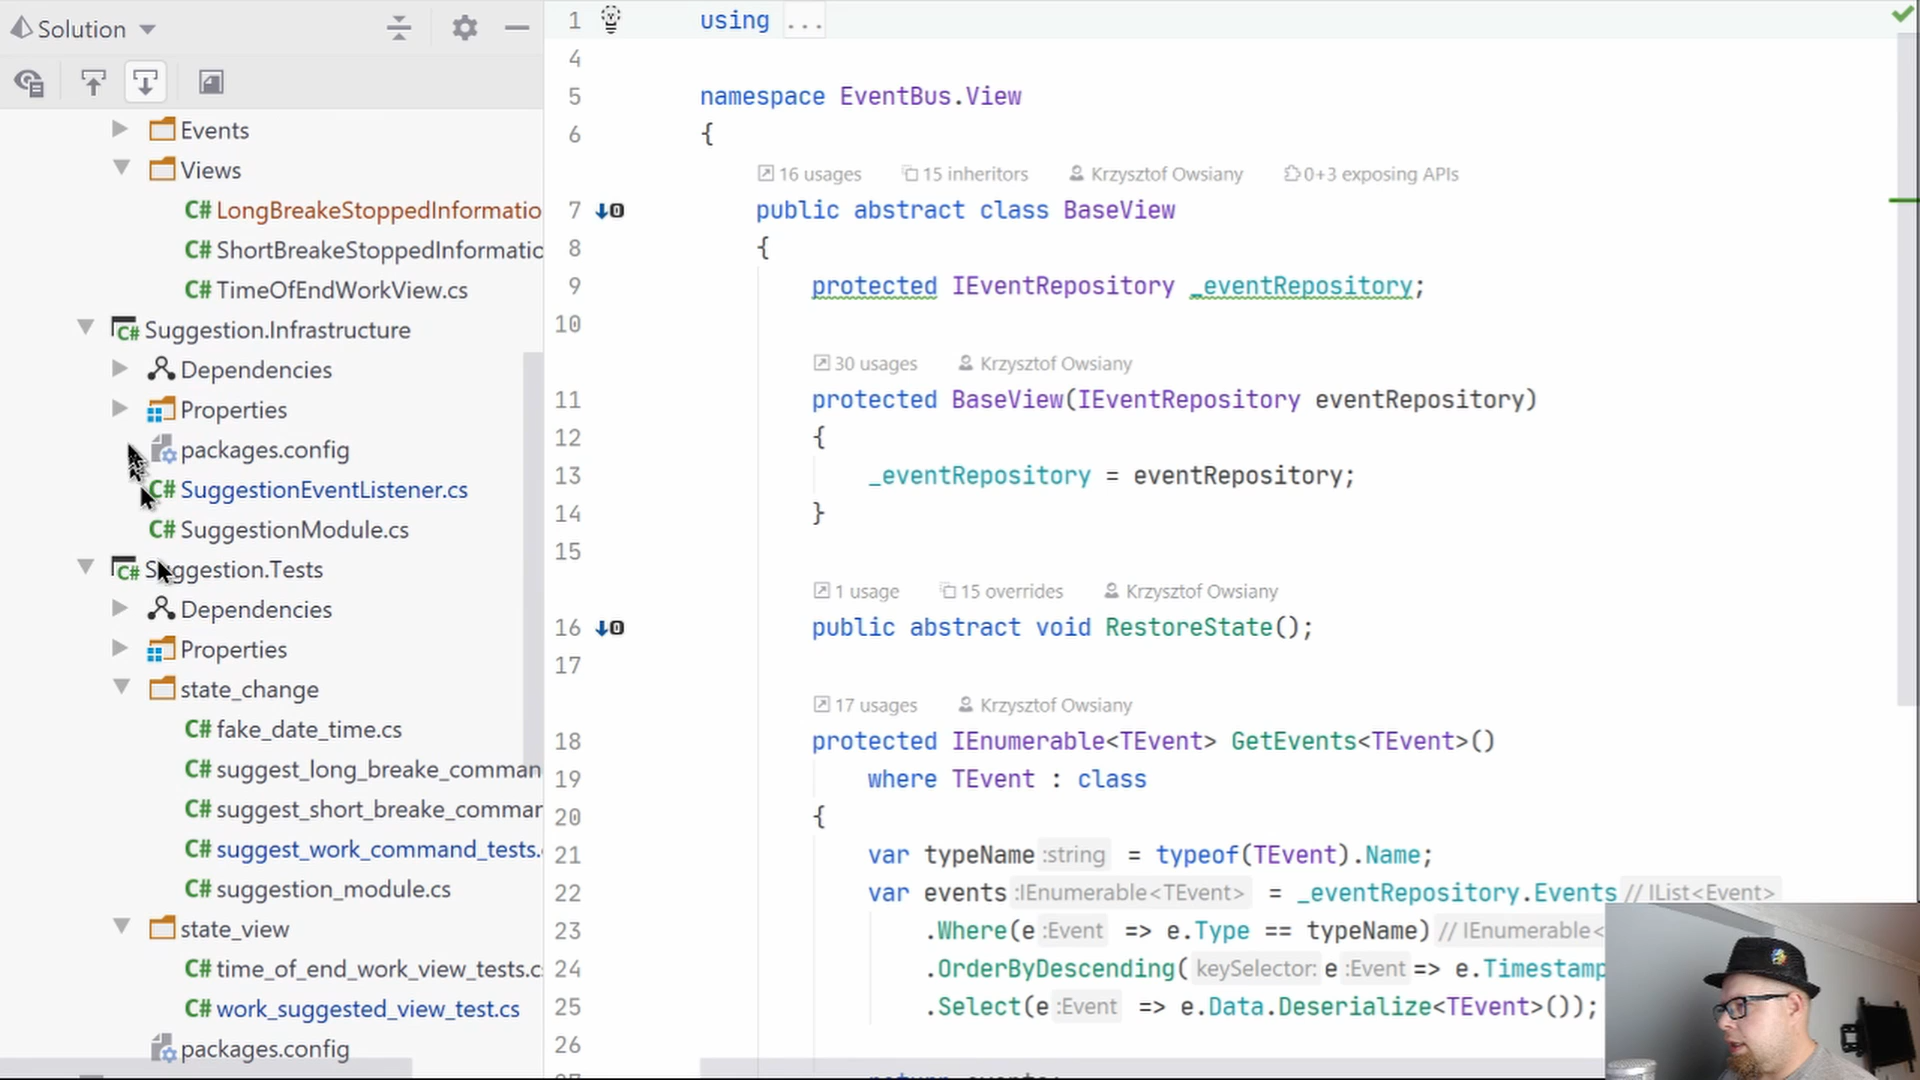 Solution
Events
Views
C# LongBreakeStoppedInformatio
C# ShortBreakeStoppedInformatio
C# TimeOfEndWorkView.cs
C# Suggestion.Infrastructure
Dependencies
Properties
packages.config
C# SuggestionEventListener.cs
C# SuggestionModule.cs
C# Suggestion.Tests
Dependencies
Properties
state_change
C# fake_date_time.cs
C# suggest_long_breake_comman
C# suggest_short_breake_commar
C# suggest_work_command_tests.
C# suggestion_module.cs
state_view
C# time_of_end_work_view_tests.c
C# work_suggested_view_test.cs
packages.config
1 using ...
4
5 namespace EventBus.View
6 {
16 usages 15 inheritors Krzysztof Owsiany 0+3 exposing APIs
7 public abstract class BaseView
8 {
9 protected IEventRepository _eventRepository;
10
30 usages Krzysztof Owsiany
11 protected BaseView(IEventRepository eventRepository)
12 {
13 _eventRepository = eventRepository;
14 }
15
1 usage 15 overrides Krzysztof Owsiany
16 public abstract void RestoreState();
17
17 usages Krzysztof Owsiany
18 protected IEnumerable<TEvent> GetEvents<TEvent>()
19 where TEvent : class
20 {
21 var typeName :string = typeof(TEvent).Name;
22 var events :IEnumerable<TEvent> = _eventRepository.Events // IList<Event>
23 .Where(e :Event => e.Type == typeName) // IEnumerable<
24 .OrderByDescending( keySelector: e :Event => e.Timestamp
25 .Select(e :Event => e.Data.Deserialize<TEvent>());
26